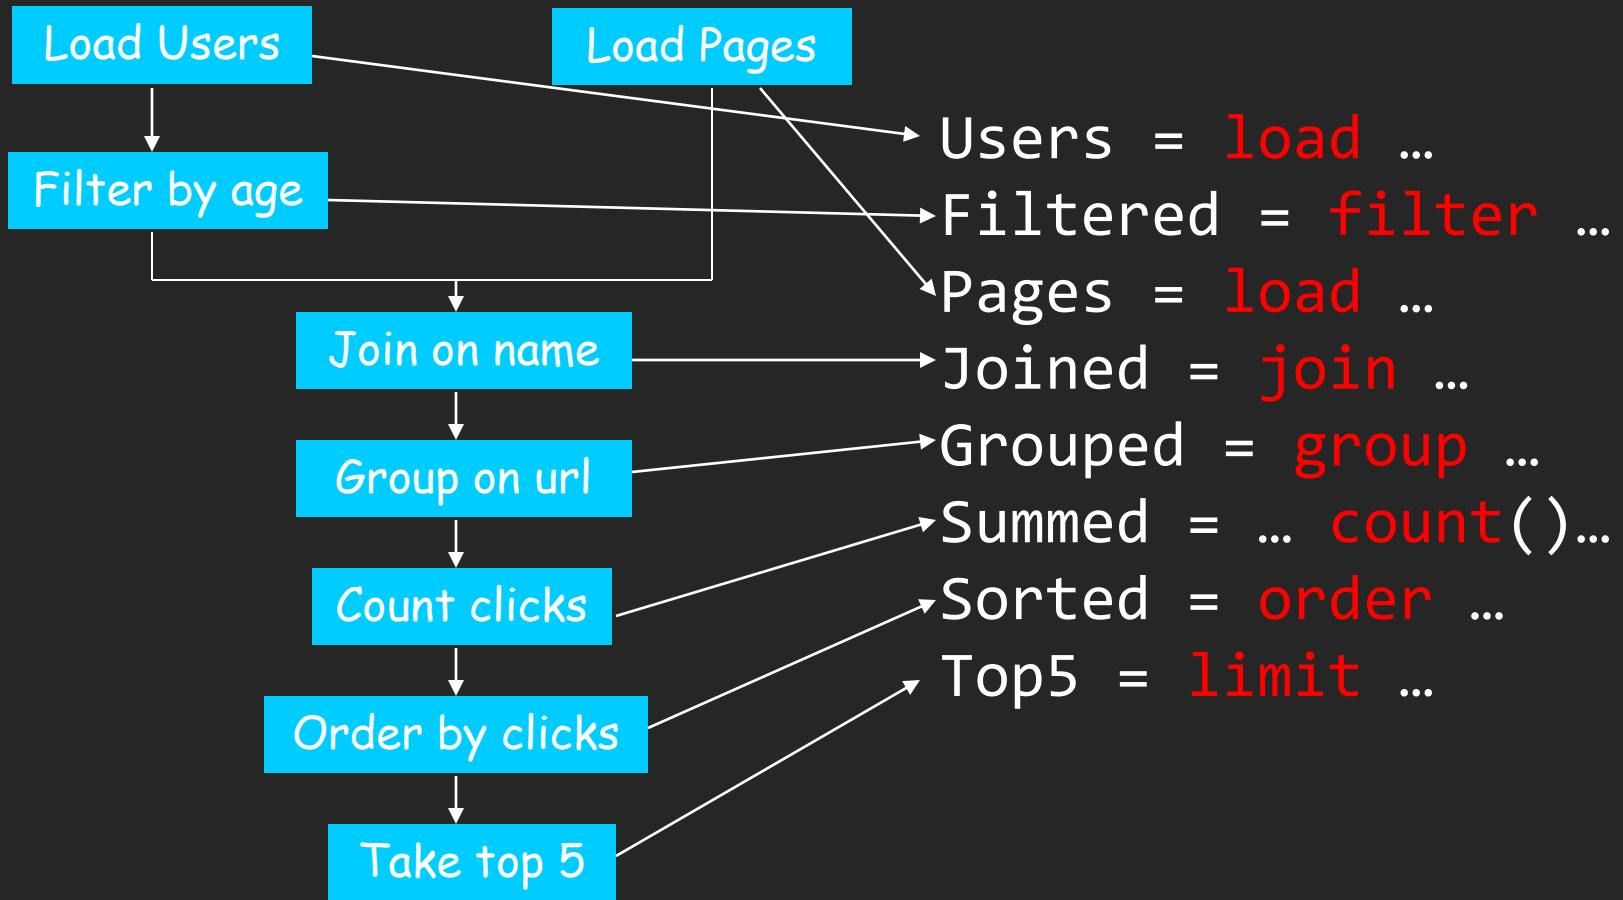 Load Users
Load Pages
Filter by age
Join on name
Group on url
Count clicks
Order by clicks
Take top 5
Users = load …
Filtered = filter …
Pages = load …
Joined = join …
Grouped = group …
Summed = … count()…
Sorted = order …
Top5 = limit …